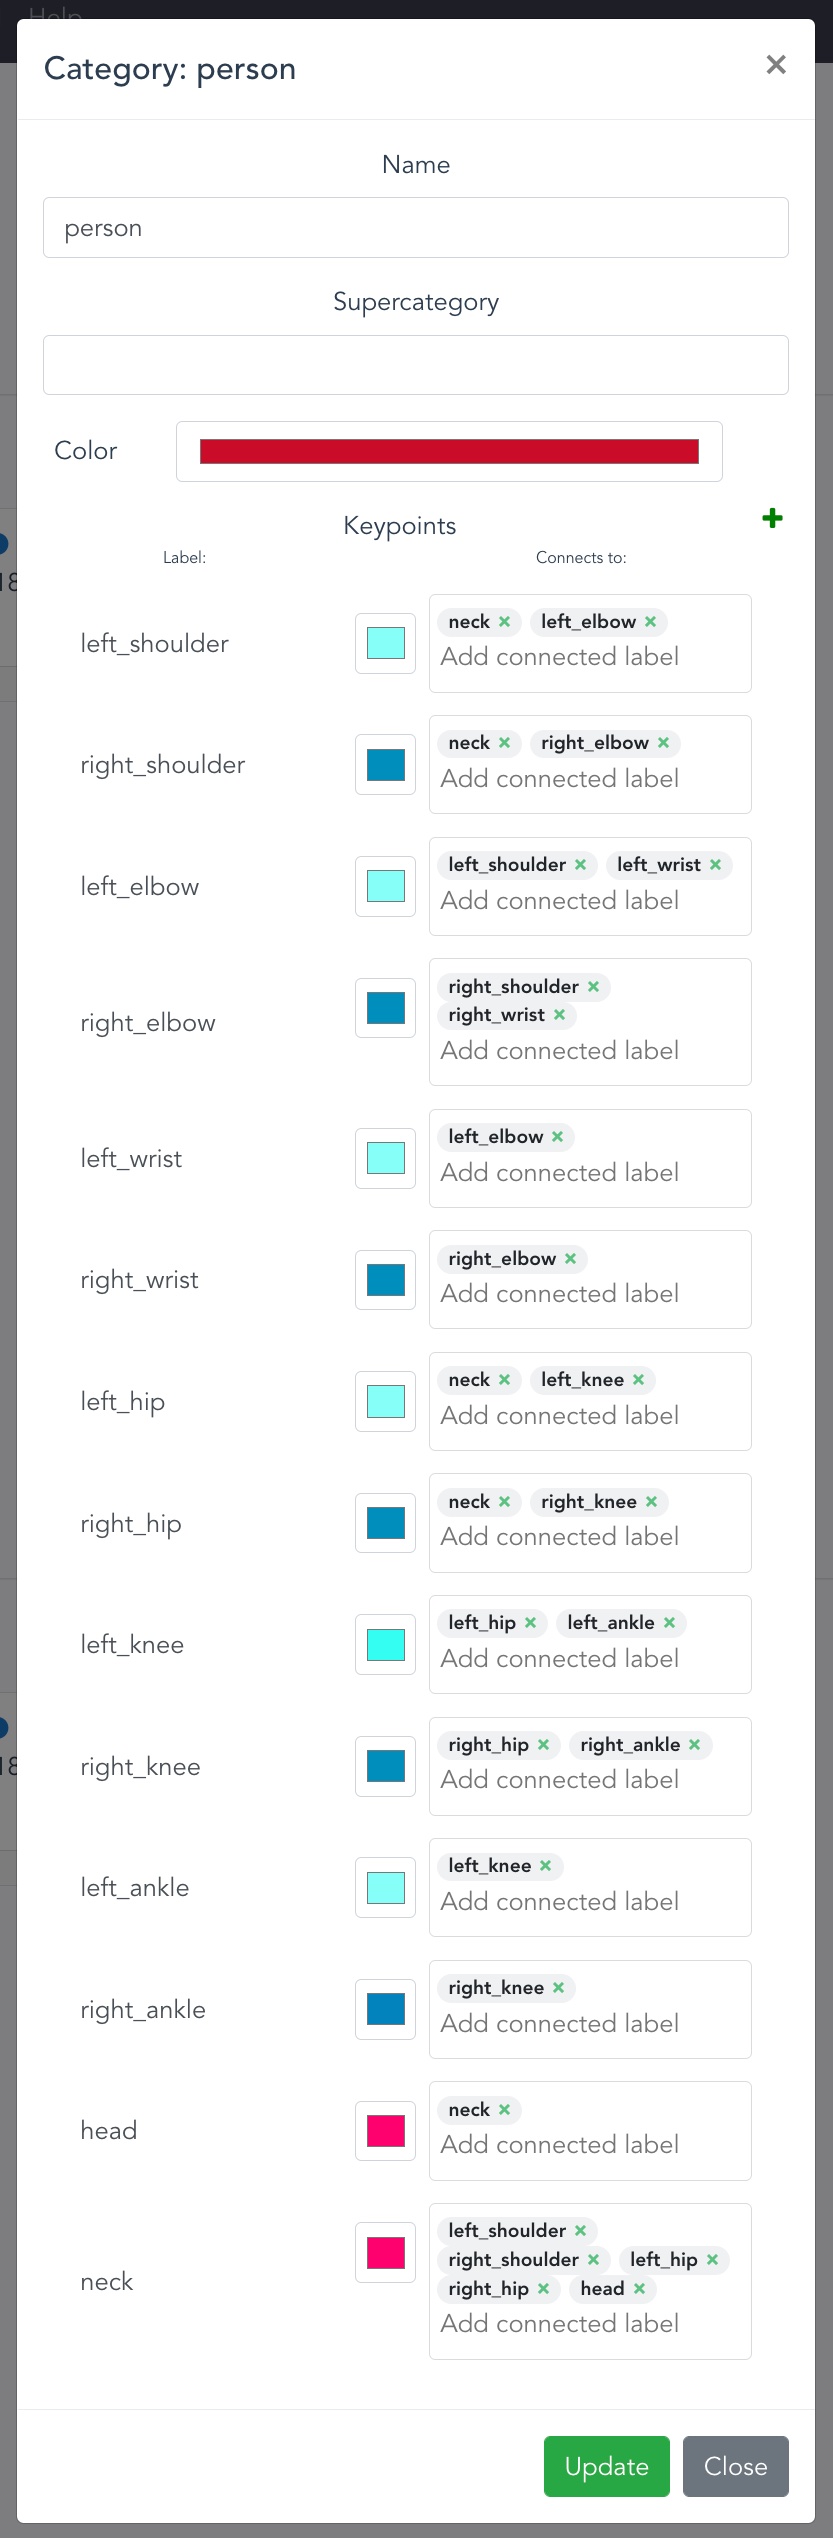 Help
Category: person ×
Name
person
Supercategory
Color
Keypoints
Label: Connects to:
neck × left_elbow ×
left_shoulder
Add connected label
neck × right_elbow ×
right_shoulder
Add connected label
left_shoulder × left_wrist ×
left_elbow
Add connected label
right_shoulder ×
right_wrist ×
right_elbow
Add connected label
left_elbow ×
left_wrist
Add connected label
right_elbow ×
right_wrist
Add connected label
neck × left_knee ×
left_hip
Add connected label
neck × right_knee ×
right_hip
Add connected label
left_hip × left_ankle ×
left_knee
Add connected label
right_hip × right_ankle ×
right_knee
Add connected label
left_knee ×
left_ankle
Add connected label
right_knee ×
right_ankle
Add connected label
neck ×
head
Add connected label
left_shoulder ×
right_shoulder × left_hip ×
neck
right_hip × head ×
Add connected label
Update Close